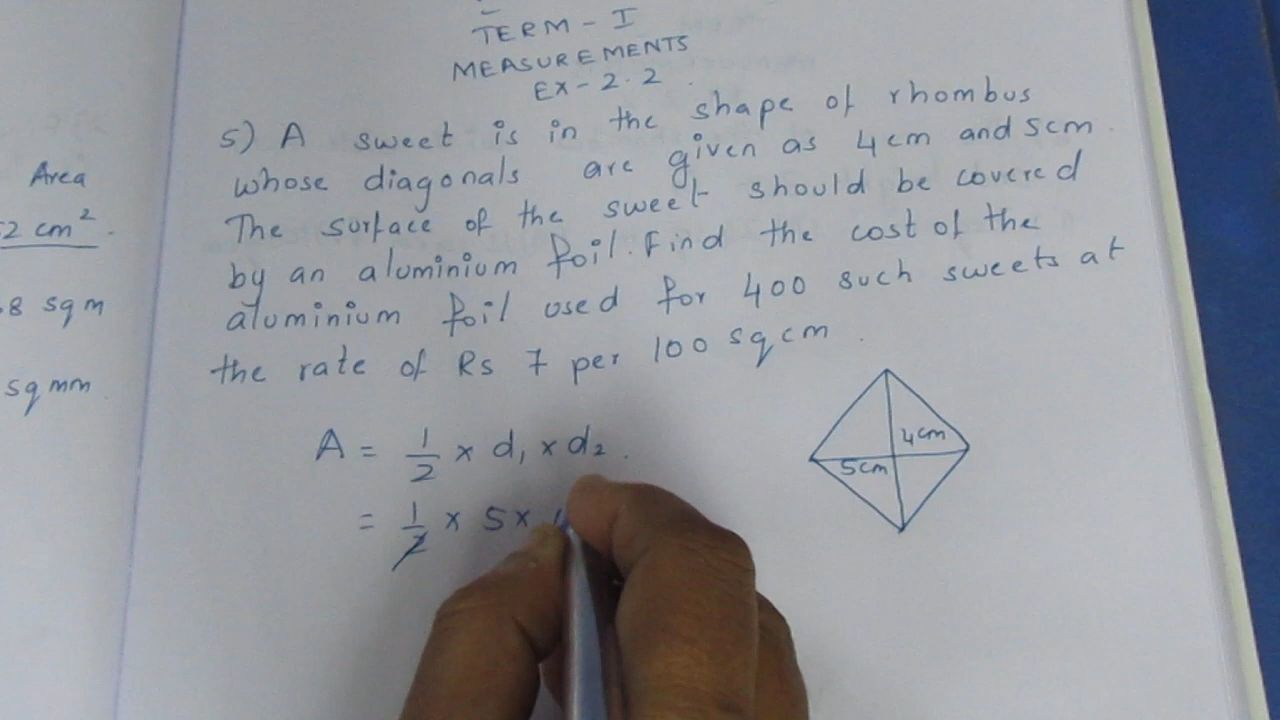 TERM - I
MEASUREMENTS
Ex - 2.2
5) A sweet is in the shape of rhombus
whose diagonals are given as 4cm and 5cm.
The surface of the sweet should be covered
by an aluminium foil. Find the cost of the
aluminium foil used for 400 such sweets at
the rate of Rs 7 per 100 sq cm.
A = 1/2 x d1 x d2.
= 1/2 x 5 x
4cm
5cm
Area
2 cm²
8 sqm
sqmm